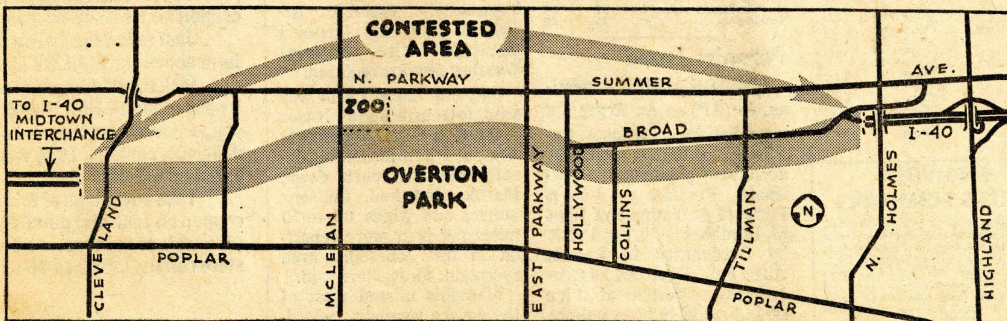 CONTESTED
AREA
N. PARKWAY
SUMMER
AVE.
TO I-40
MIDTOWN
INTERCHANGE
ZOO
BROAD
I-40
OVERTON
PARK
CLEVELAND
POPLAR
MCLEAN
EAST PARKWAY
HOLLYWOOD
COLLINS
TILLMAN
N
N. HOLMES
HIGHLAND
POPLAR